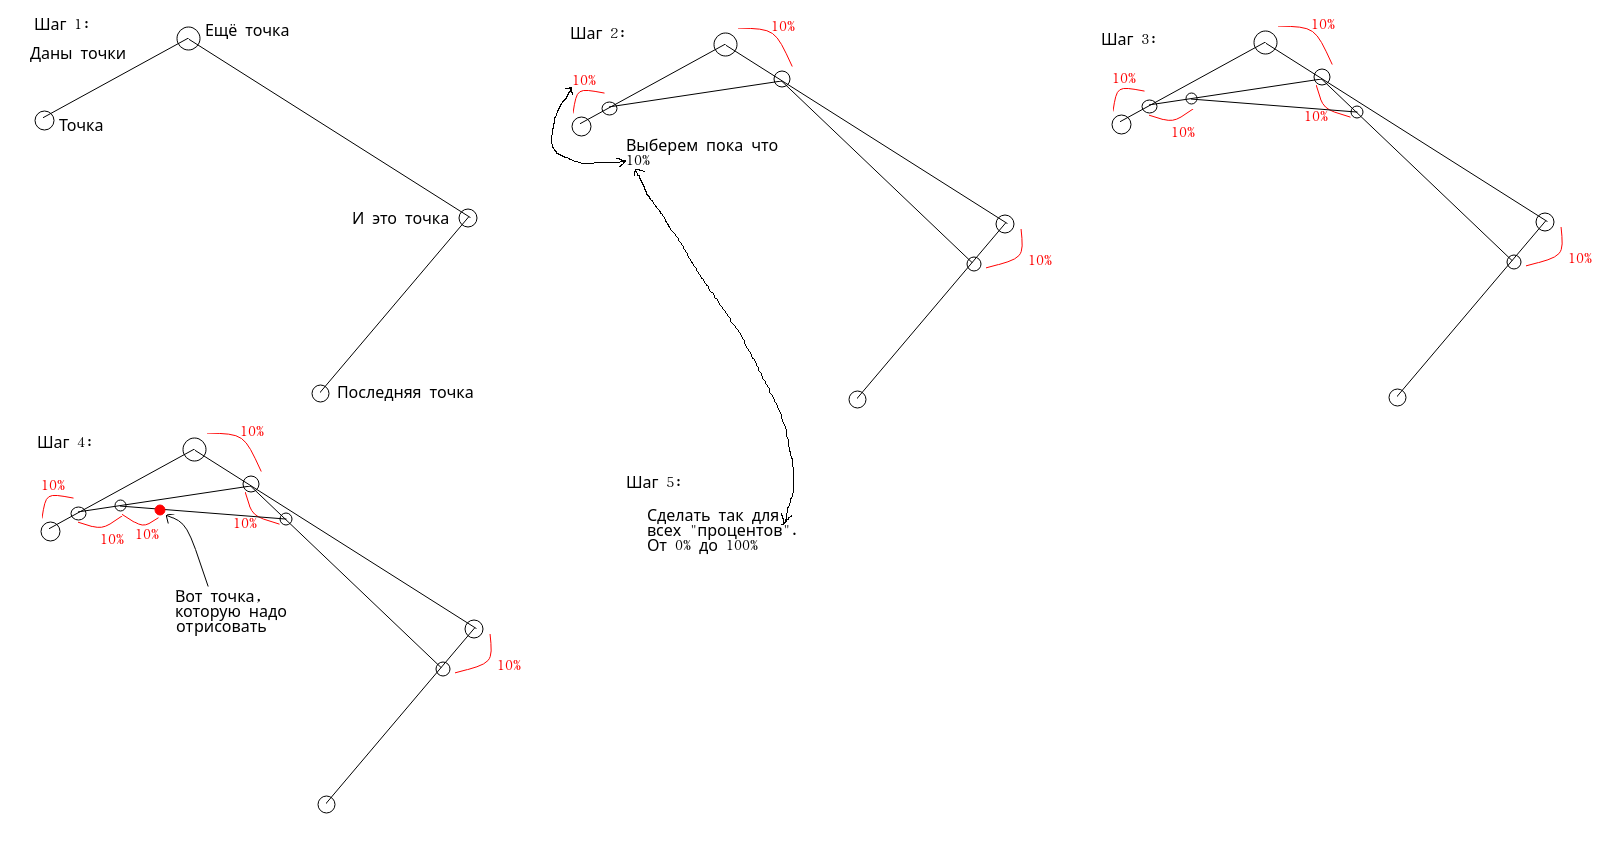 Шаг 1:
Даны точки
Ещё точка
Точка
И это точка
Последняя точка
Шаг 2:
10%
10%
Выберем пока что
10%
10%
Шаг 3:
10%
10%
10%
10%
10%
Шаг 4:
10%
10%
10%
10%
10%
10%
Вот точка,
которую надо
отрисовать
Шаг 5:
Сделать так для
всех "процентов".
От 0% до 100%